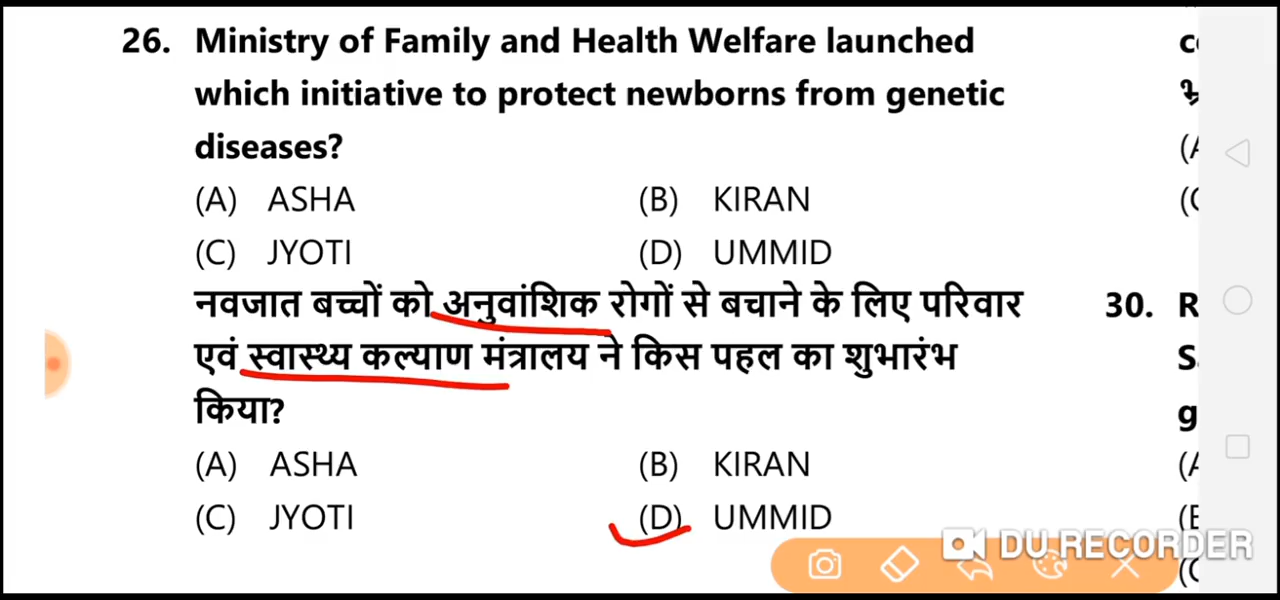 26. Ministry of Family and Health Welfare launched
which initiative to protect newborns from genetic
diseases?
(A) ASHA (B) KIRAN
(C) JYOTI (D) UMMID
नवजात बच्चों को अनुवांशिक रोगों से बचाने के लिए परिवार
एवं स्वास्थ्य कल्याण मंत्रालय ने किस पहल का शुभारंभ
किया?
(A) ASHA (B) KIRAN
(C) JYOTI (D) UMMID
30.
DU RECORDER